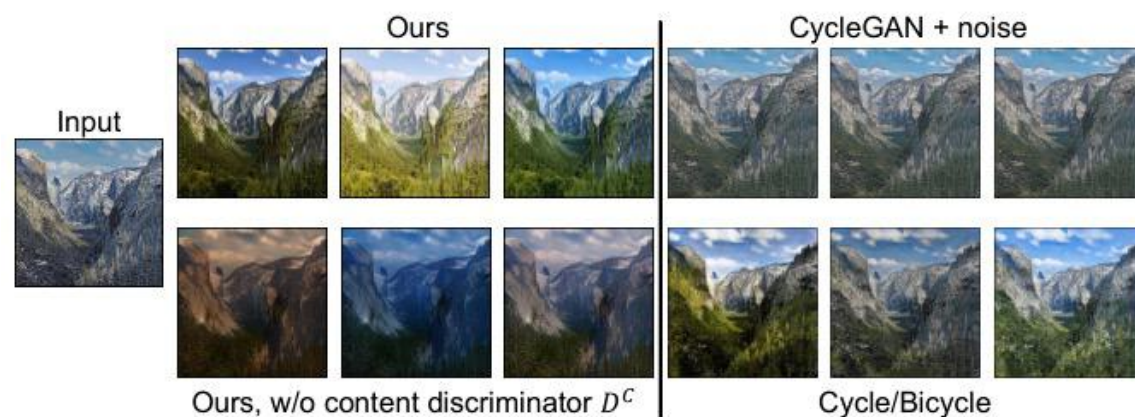 Ours
CycleGAN + noise
Input
Ours, w/o content discriminator D^C
Cycle/Bicycle